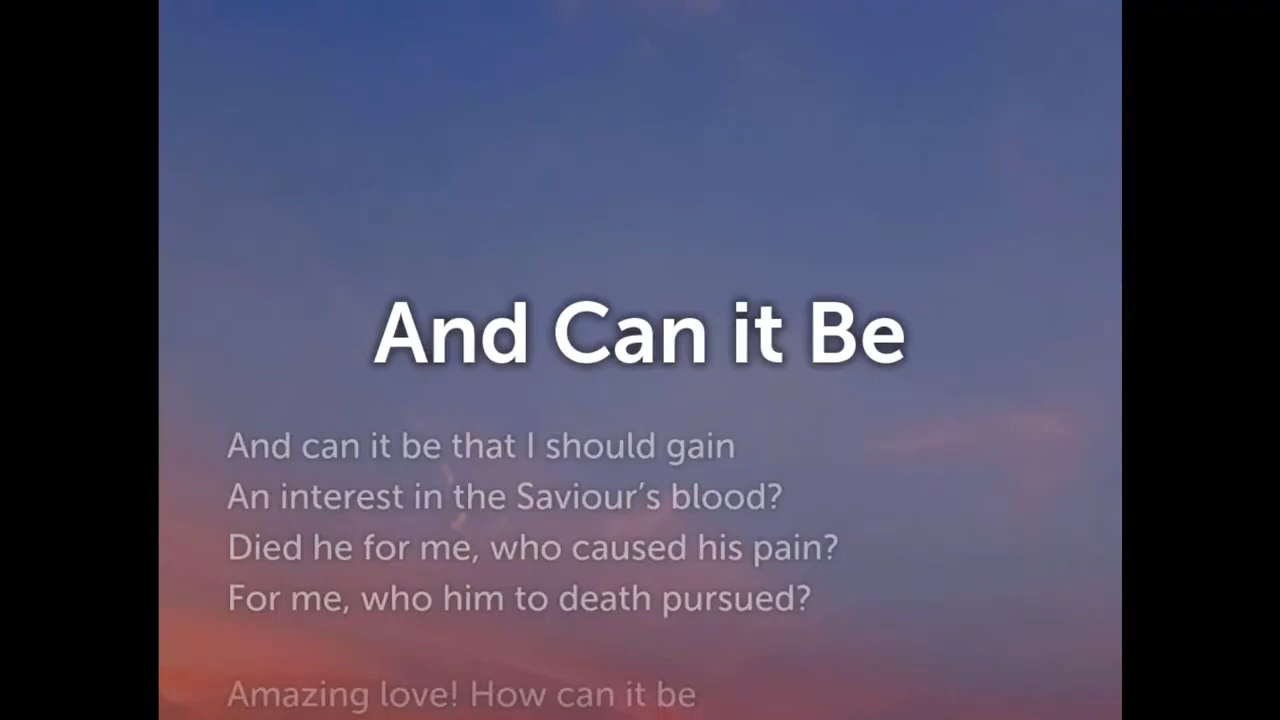 And Can it Be
And can it be that I should gain
An interest in the Saviour’s blood?
Died he for me, who caused his pain?
For me, who him to death pursued?
Amazing love! How can it be